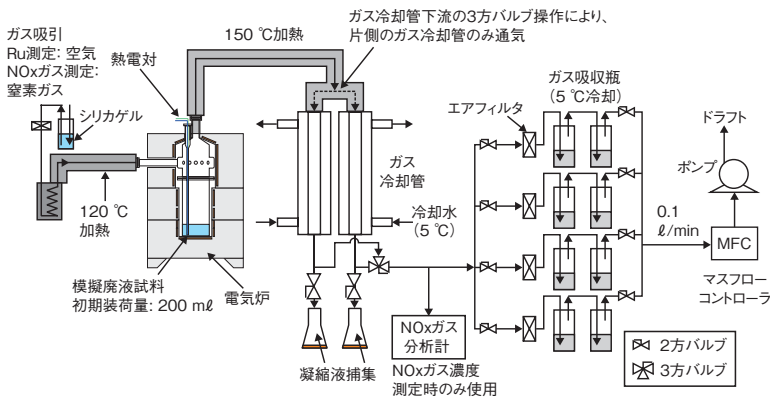 ガス吸引
Ru測定: 空気
NOxガス測定:
窒素ガス
シリカゲル
120 ℃
加熱
熱電対
150 ℃加熱
ガス冷却管下流の3方バルブ操作により、
片側のガス冷却管のみ通気
模擬廃液試料
初期装荷量: 200 mℓ
電気炉
ガス
冷却管
冷却水
(5 ℃)
凝縮液捕集
NOxガス
分析計
NOxガス濃度
測定時のみ使用
エアフィルタ
ガス吸収瓶
(5 ℃冷却)
0.1
ℓ/min
ドラフト
ポンプ
MFC
マスフロー
コントローラ
2方バルブ
3方バルブ